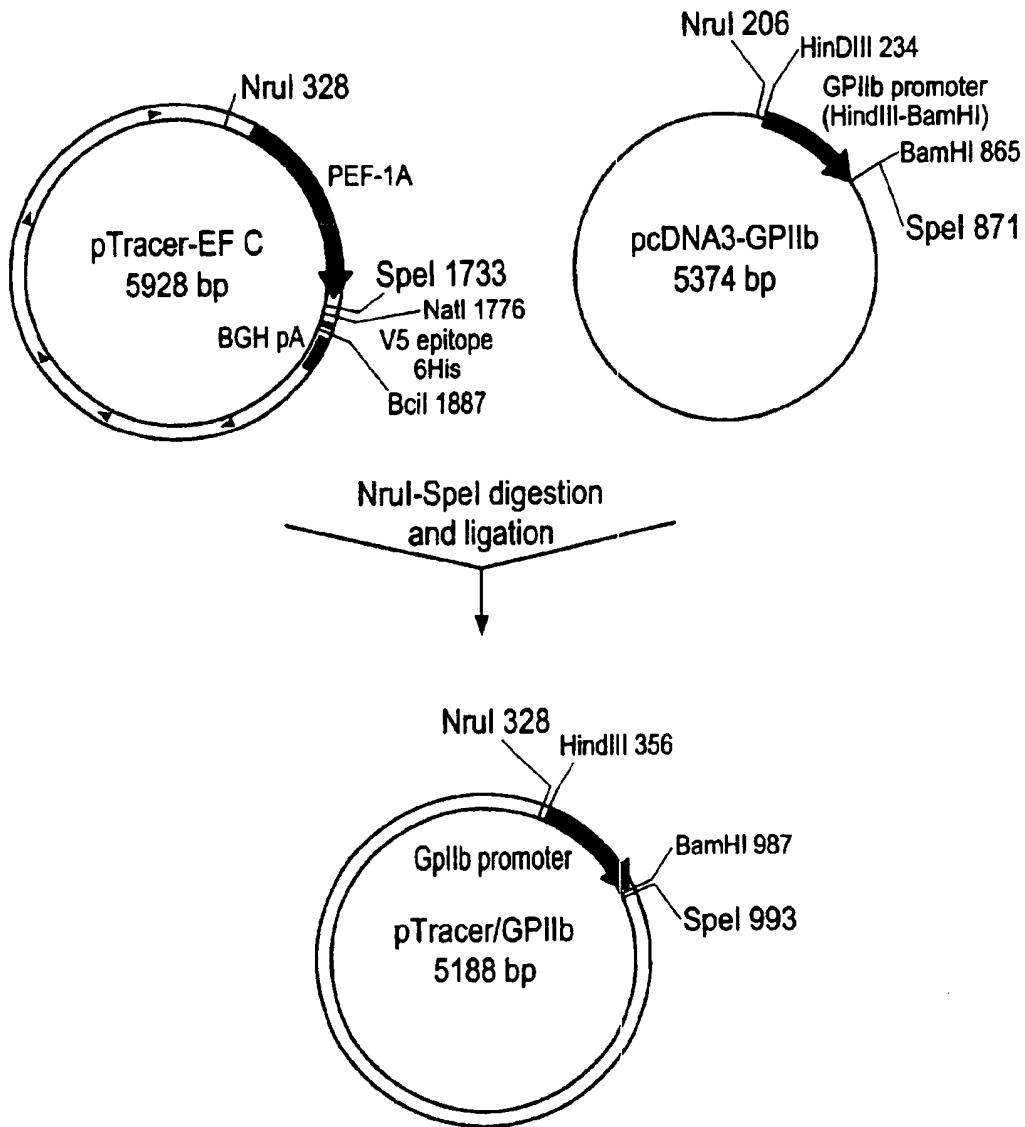 NruI 328
PEF-1A
pTracer-EF C
5928 bp
SpeI 1733
NatI 1776
BGH pA
V5 epitope
6His
BciI 1887
NruI 206
HinDIII 234
GPIIb promoter
(HindIII-BamHI)
BamHI 865
SpeI 871
pcDNA3-GPIIb
5374 bp
NruI-SpeI digestion
and ligation
NruI 328
HindIII 356
GpIIb promoter
BamHI 987
SpeI 993
pTracer/GPIIb
5188 bp